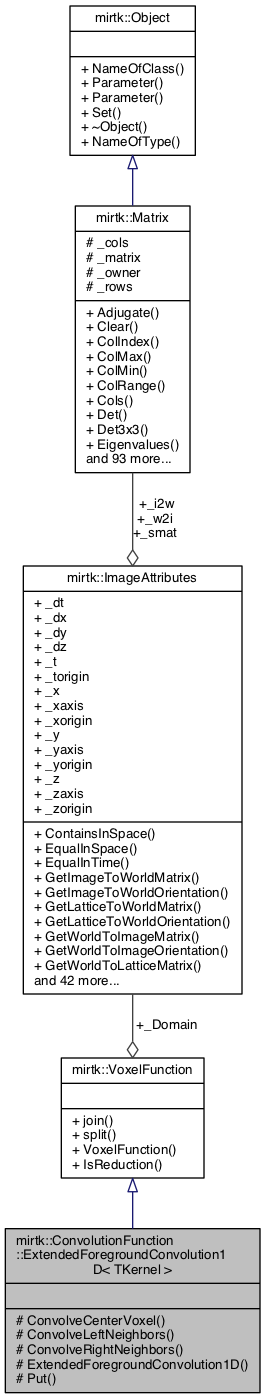 mirtk::Object
+ NameOfClass()
+ Parameter()
+ Parameter()
+ Set()
+ ~Object()
+ NameOfType()
mirtk::Matrix
# _cols
# _matrix
# _owner
# _rows
+ Adjugate()
+ Clear()
+ ColIndex()
+ ColMax()
+ ColMin()
+ ColRange()
+ Cols()
+ Det()
+ Det3x3()
+ Eigenvalues()
and 93 more...
+_i2w
+_w2i
+_smat
mirtk::ImageAttributes
+ _dt
+ _dx
+ _dy
+ _dz
+ _t
+ _torigin
+ _x
+ _xaxis
+ _xorigin
+ _y
+ _yaxis
+ _yorigin
+ _z
+ _zaxis
+ _zorigin
+ ContainsInSpace()
+ EqualInSpace()
+ EqualInTime()
+ GetImageToWorldMatrix()
+ GetImageToWorldOrientation()
+ GetLatticeToWorldMatrix()
+ GetLatticeToWorldOrientation()
+ GetWorldToImageMatrix()
+ GetWorldToImageOrientation()
+ GetWorldToLatticeMatrix()
and 42 more...
+_Domain
mirtk::VoxelFunction
+ join()
+ split()
+ VoxelFunction()
+ IsReduction()
mirtk::ConvolutionFunction
::ExtendedForegroundConvolution1
D< TKernel >
# ConvolveCenterVoxel()
# ConvolveLeftNeighbors()
# ConvolveRightNeighbors()
# ExtendedForegroundConvolution1D()
# Put()